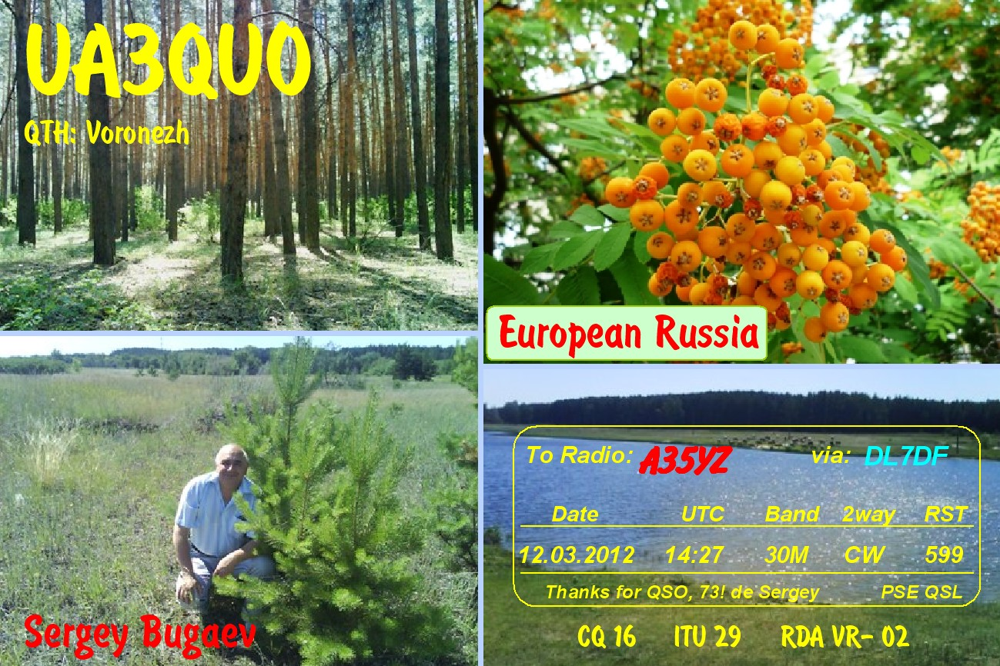 UA3QUO
QTH: Voronezh
European Russia
Sergey Bugaev
To Radio: A35YZ via: DL7DF
Date UTC Band 2way RST
12.03.2012 14:27 30M CW 599
Thanks for QSO, 73! de Sergey PSE QSL
CQ 16 ITU 29 RDA VR- 02